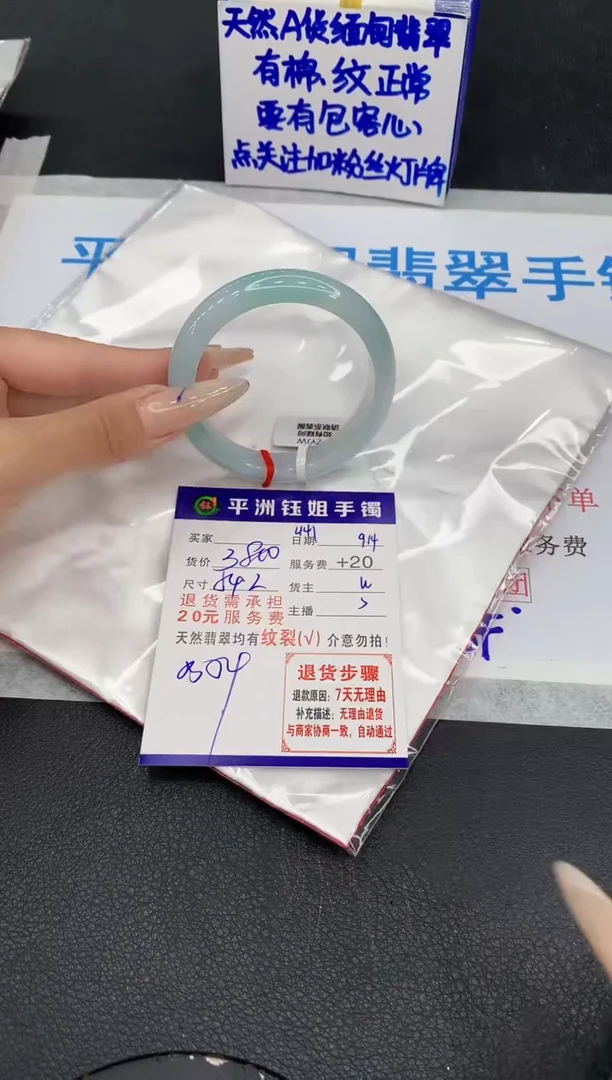 天然A货缅甸翡翠
有棉、纹正常
要有包容心
点关注加粉丝灯牌
平 翡翠手镯
平洲钰姐手镯
买家 441 日期 914
货价 3800 服务费 +20
尺寸 54L 货主 W
退货需承担 主播
20元服务费
天然翡翠均有纹裂(√) 介意勿拍!
退货步骤
退款原因: 7天无理由
补充描述: 无理由退货
与商家协商一致,自动通过
单
务费